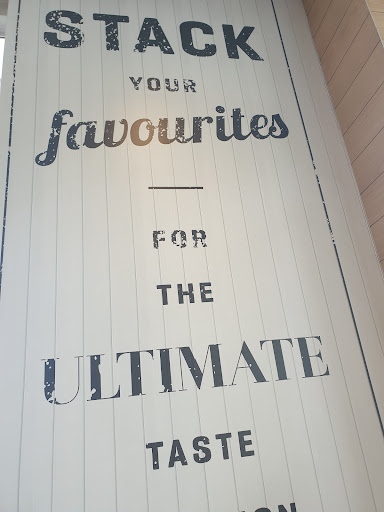 STACK
YOUR
favourites
FOR
THE
ULTIMATE
TASTE